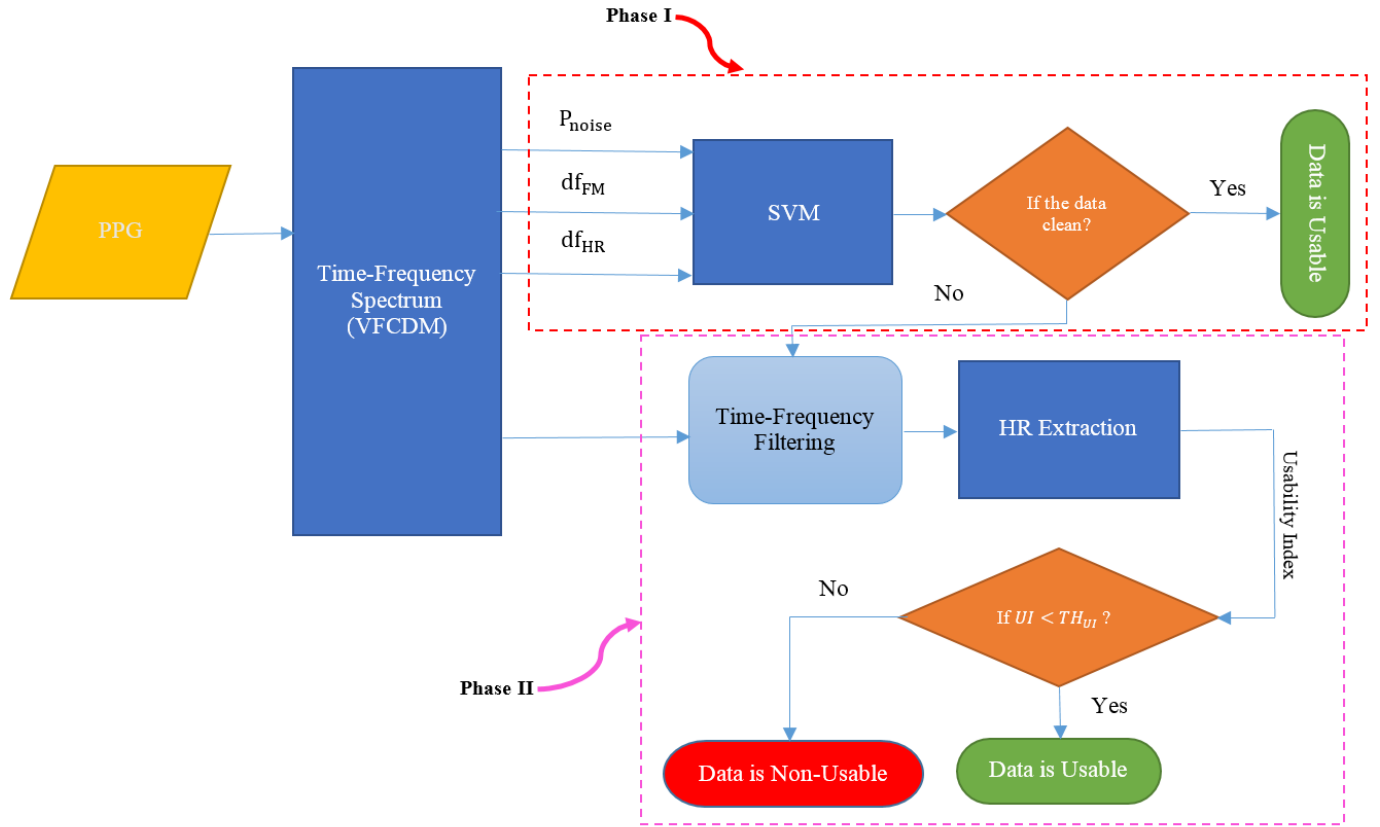 Phase I
P_noise
df_FM
df_HR
PPG
Time-Frequency
Spectrum
(VFCDM)
SVM
If the data
clean?
Yes
Data is Usable
No
Time-Frequency
Filtering
HR Extraction
Usability Index
No
If UI < TH_UI ?
Phase II
Yes
Data is Non-Usable
Data is Usable